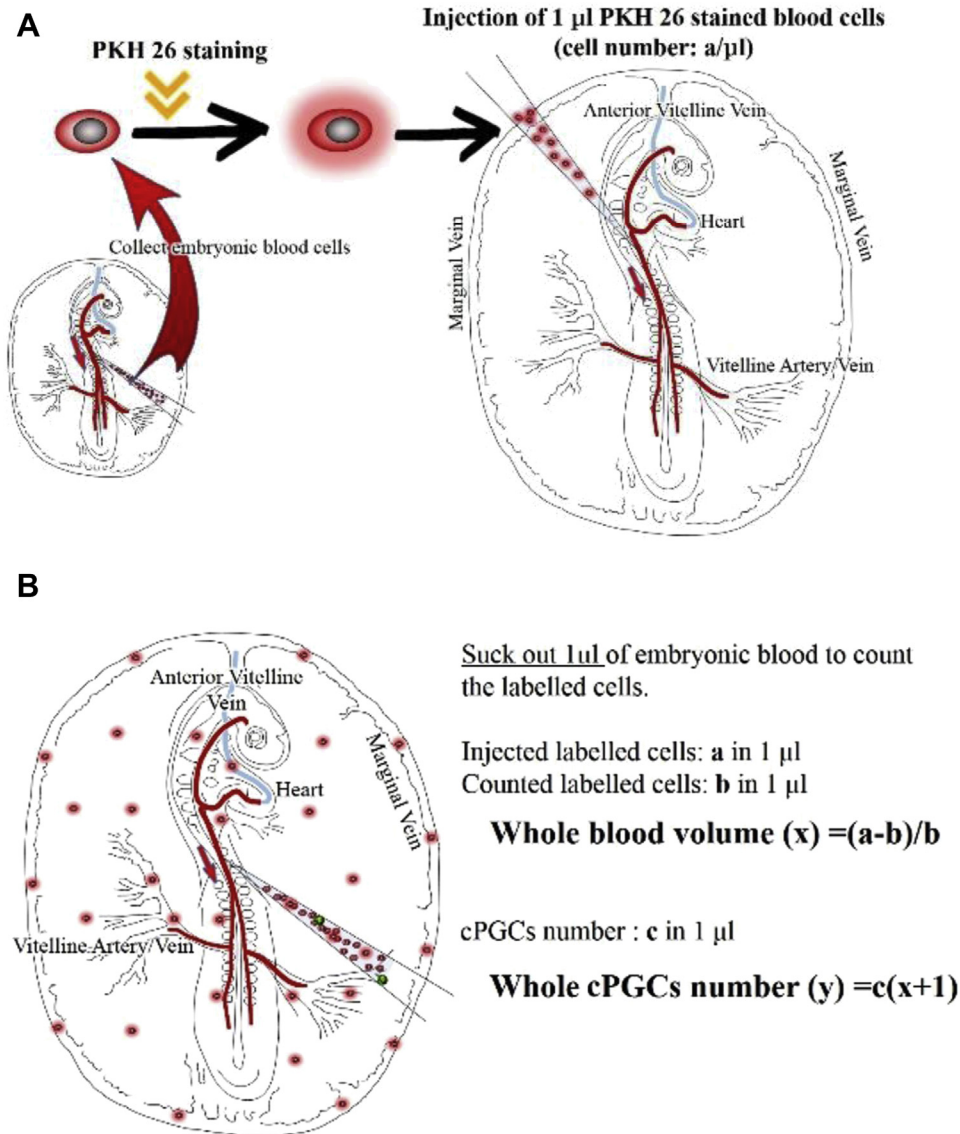 A
PKH 26 staining
Injection of 1 µl PKH 26 stained blood cells
(cell number: a/µl)
Anterior Vitelline Vein
Marginal Vein
Marginal Vein
Heart
Collect embryonic blood cells
Vitelline Artery/Vein
B
Anterior Vitelline
Vein
Marginal Vein
Heart
Vitelline Artery/Vein
Suck out 1ul of embryonic blood to count
the labelled cells.
Injected labelled cells: a in 1 µl
Counted labelled cells: b in 1 µl
Whole blood volume (x) =(a-b)/b
cPGCs number : c in 1 µl
Whole cPGCs number (y) =c(x+1)